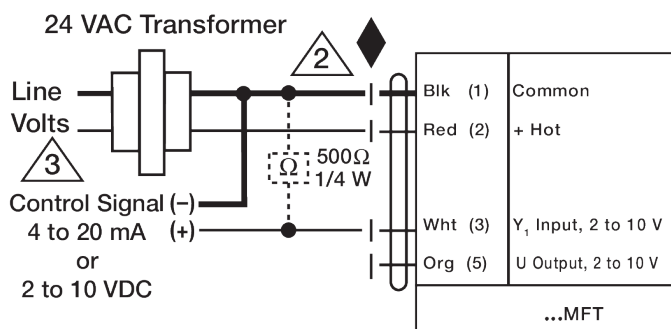 24 VAC Transformer
2
Line
Volts
3
Blk (1) Common
Red (2) + Hot
Ω 500Ω
1/4 W
Control Signal (−)
4 to 20 mA (+)
or
2 to 10 VDC
Wht (3) Y₁ Input, 2 to 10 V
Org (5) U Output, 2 to 10 V
...MFT